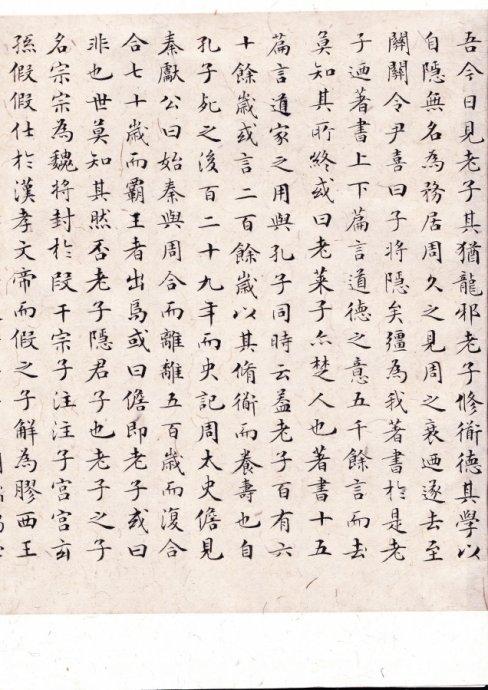 吾今日見老子其猶龍邪老子修衜德其學以
自隱無名為務居周久之見周之衰迺遂去至
關關令尹喜曰子將隱矣彊為我著書於是老
子迺著書上下篇言道德之意五千餘言而去
莫知其所終或曰老萊子亦楚人也著書十五
篇言道家之用與孔子同時云蓋老子百有六
十餘歲或言二百餘歲以其脩衜而養壽也自
孔子死之後百二十九年而史記周太史儋見
秦獻公曰始秦與周合而離離五百歲而復合
合七十歲而霸王者出焉或曰儋即老子或曰
非也世莫知其然否老子隱君子也老子之子
名宗宗為魏將封於段干宗子注注子宮宮玄
孫假假仕於漢孝文帝而假之子解為膠西王